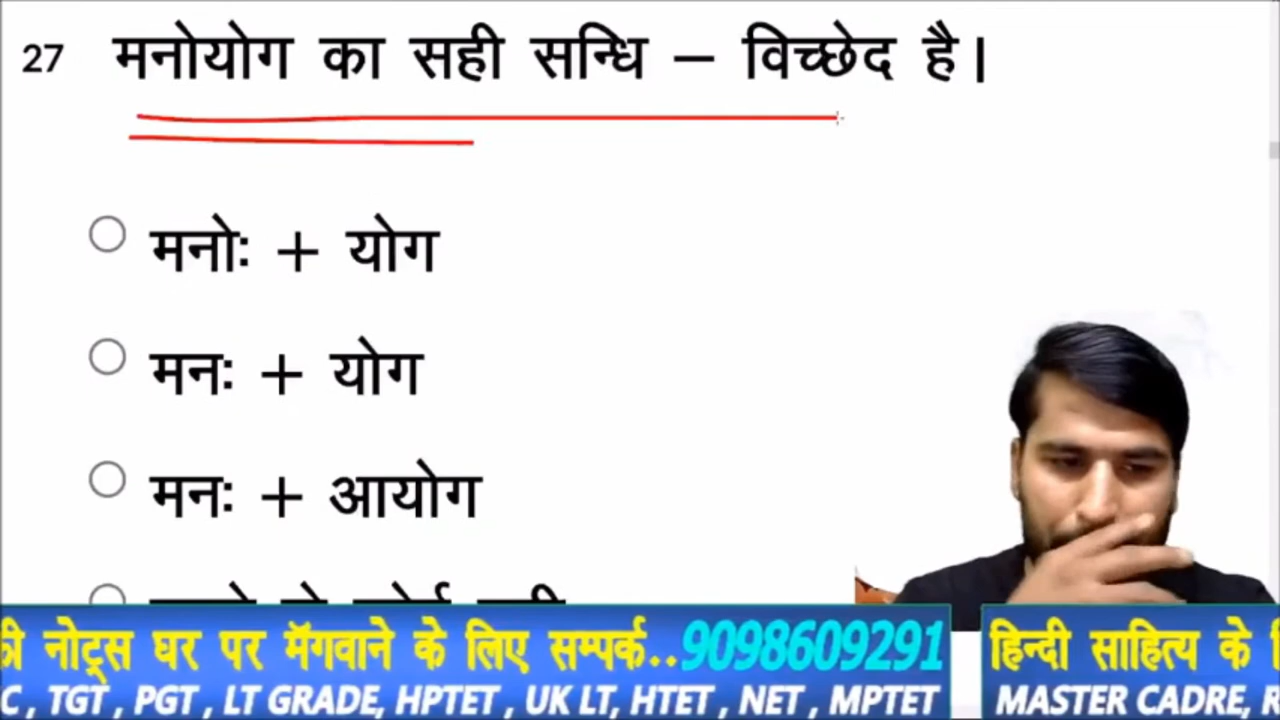 27 मनोयोग का सही सन्धि – विच्छेद है।
मनोः + योग
मनः + योग
मनः + आयोग
नोट्स घर पर मँगवाने के लिए सम्पर्क..9098609291
हिन्दी साहित्य के
C , TGT , PGT , LT GRADE, HPTET , UK LT, HTET , NET , MPTET
MASTER CADRE, R